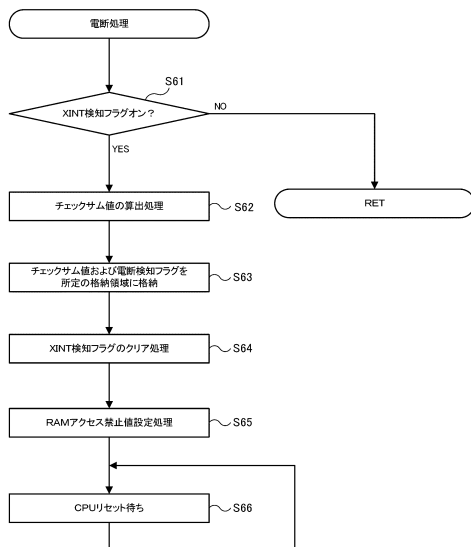 電断処理
S61
XINT検知フラグオン？
NO
YES
RET
チェックサム値の算出処理
S62
チェックサム値および電断検知フラグを
所定の格納領域に格納
S63
XINT検知フラグのクリア処理
S64
RAMアクセス禁止値設定処理
S65
CPUリセット待ち
S66